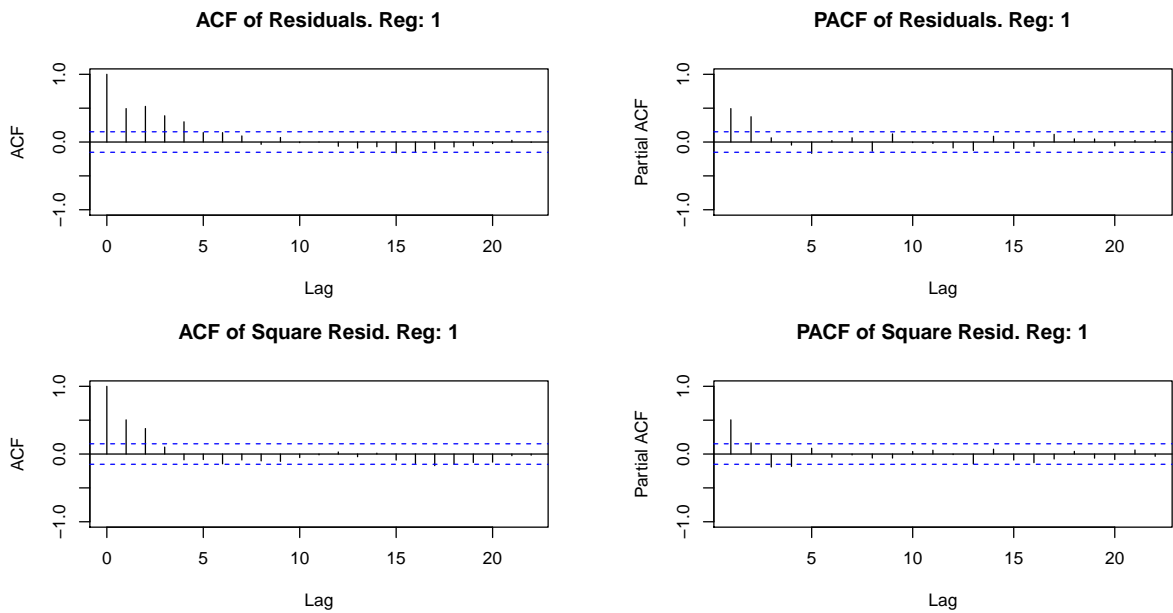 ACF of Residuals. Reg: 1
ACF
1.0
0.0
−1.0
0 5 10 15 20
Lag
PACF of Residuals. Reg: 1
Partial ACF
1.0
0.0
−1.0
5 10 15 20
Lag
ACF of Square Resid. Reg: 1
ACF
1.0
0.0
−1.0
0 5 10 15 20
Lag
PACF of Square Resid. Reg: 1
Partial ACF
1.0
0.0
−1.0
5 10 15 20
Lag